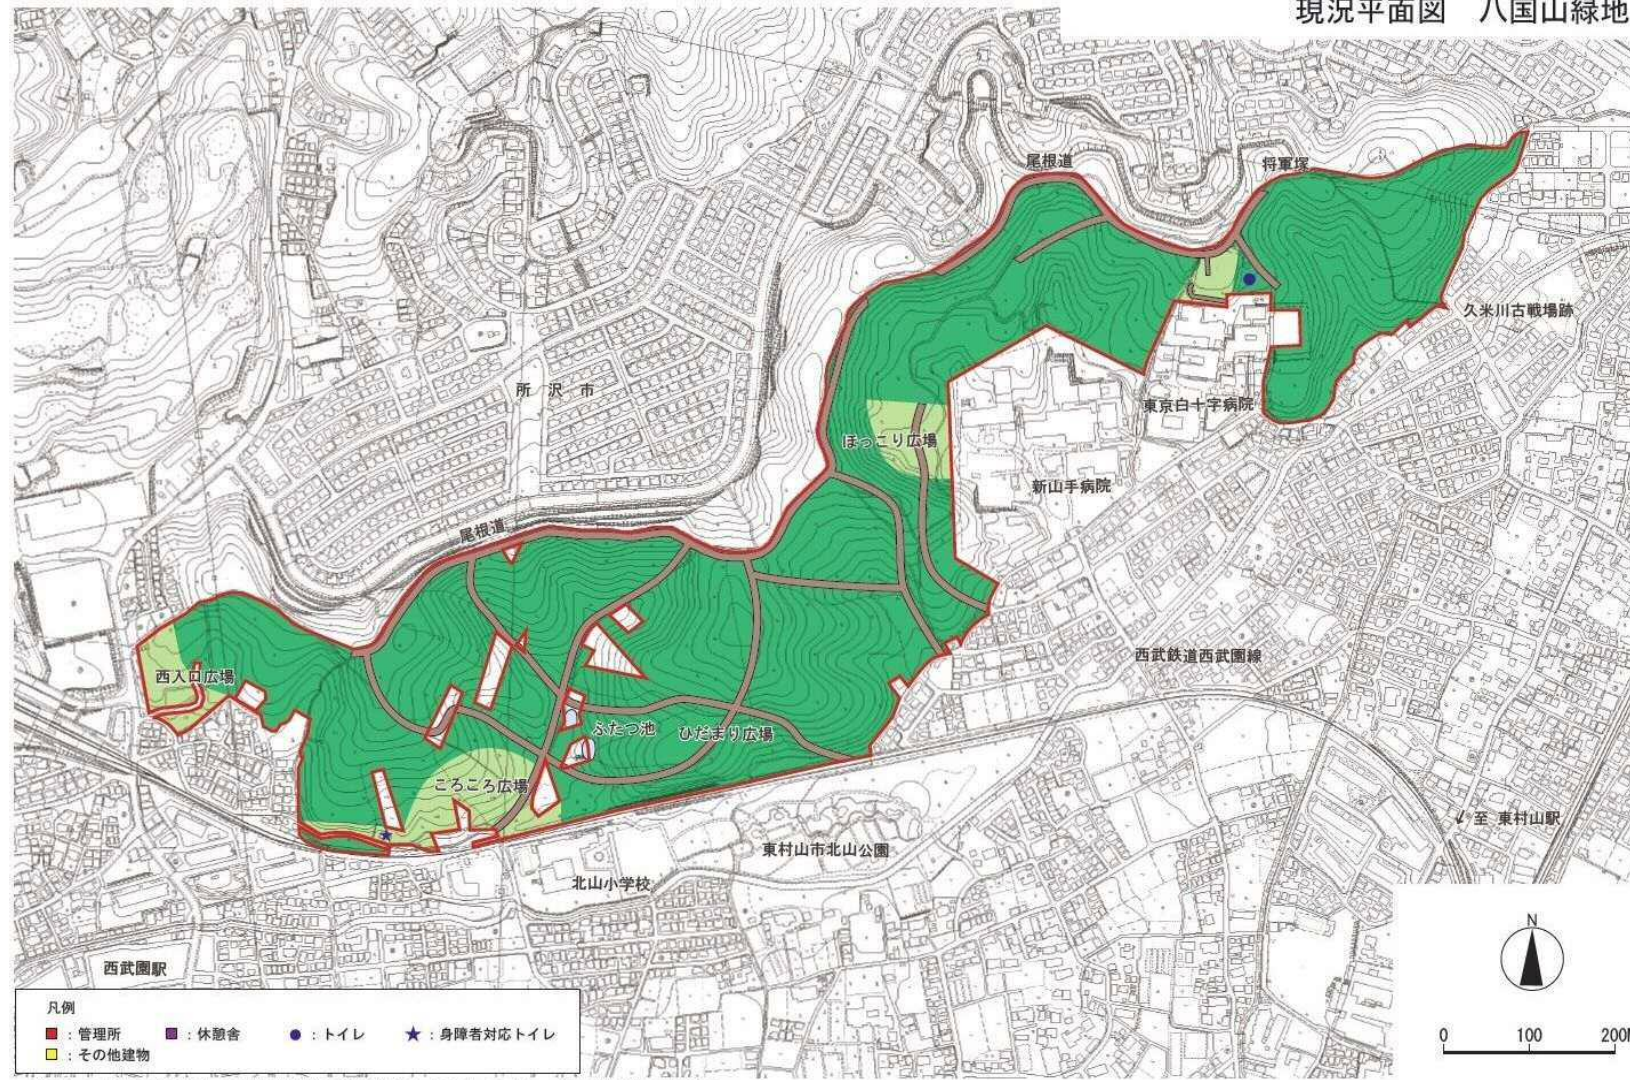 現況平面図　八国山緑地
尾根道
将軍塚
久米川古戦場跡
所沢市
東京白十字病院
ほっこり広場
新山手病院
尾根道
西武鉄道西武園線
西入口広場
ふたつ池
ひだまり広場
ころころ広場
至 東村山駅
東村山市北山公園
北山小学校
西武園駅
凡例
：管理所　：休憩舎　：トイレ　：身障者対応トイレ
：その他建物
N
0 100 200